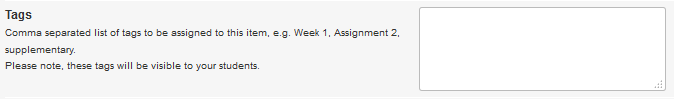 Tags
Comma separated list of tags to be assigned to this item, e.g. Week 1, Assignment 2,
supplementary.
Please note, these tags will be visible to your students.